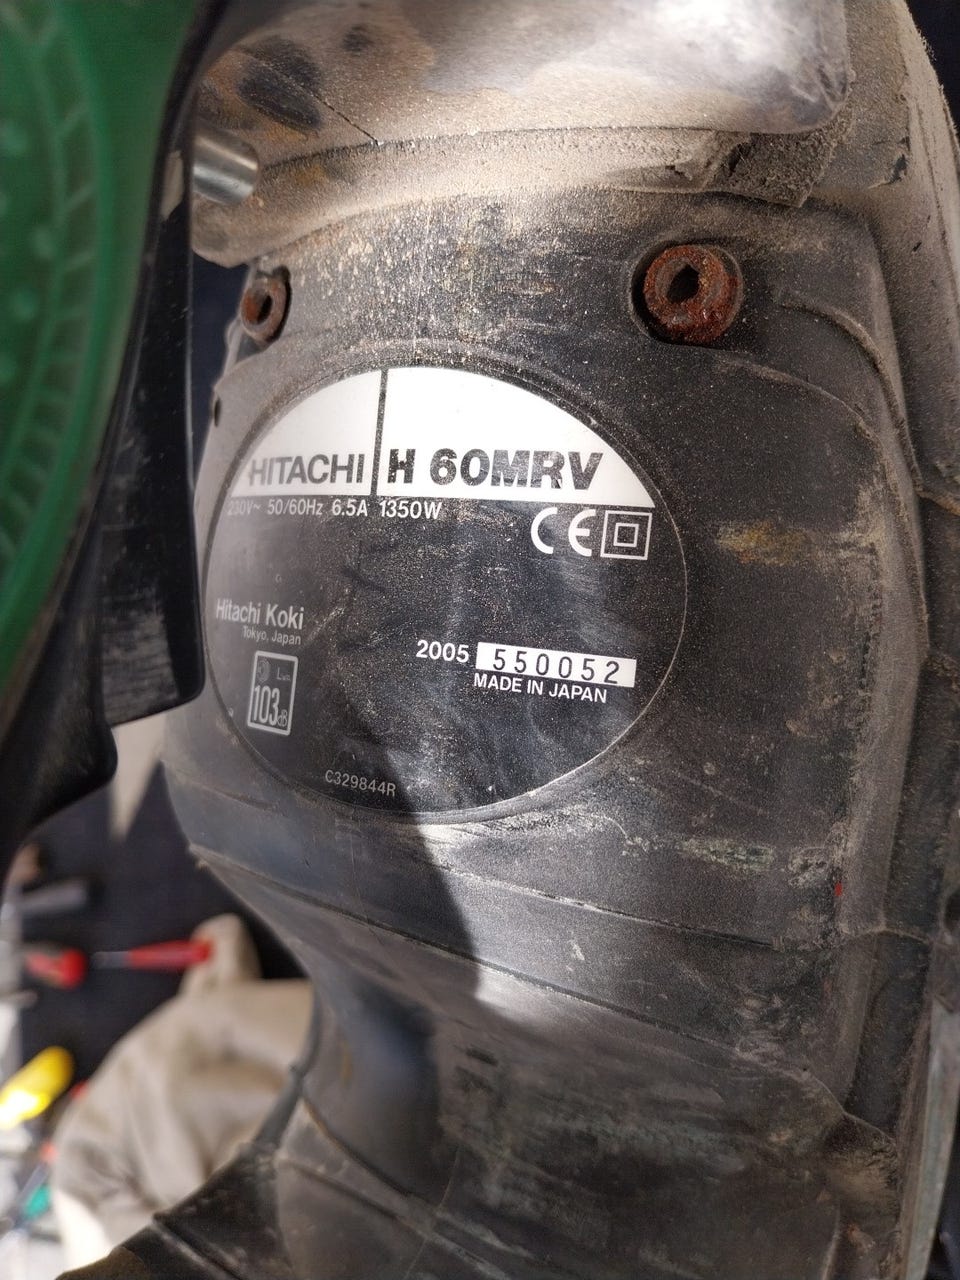 HITACHI H 60MRV
230V~ 50/60Hz 6.5A 1350W
CE
Hitachi Koki
Tokyo, Japan
2005 550052
MADE IN JAPAN
LWA
103dB
C329844R